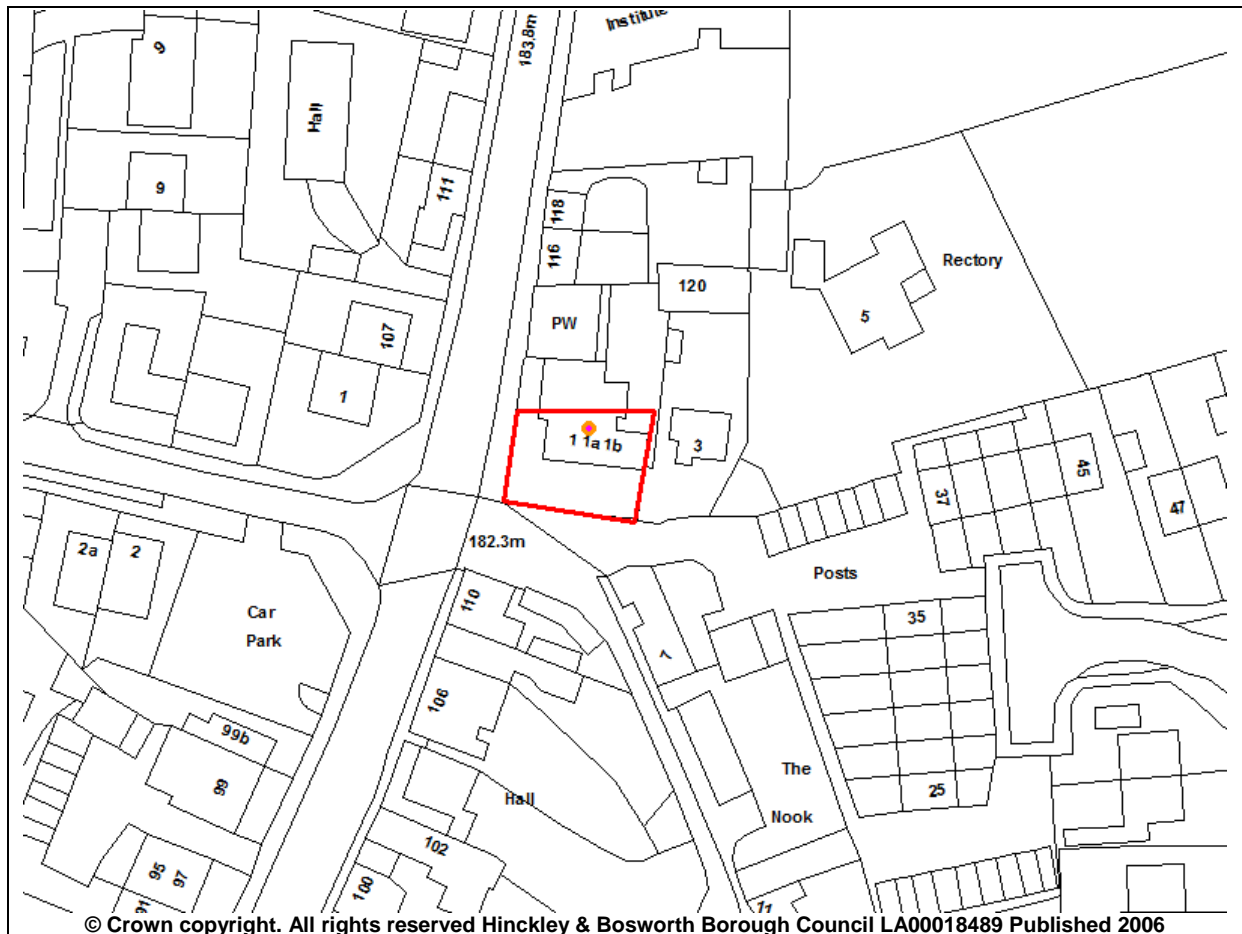 Institute
183.8m
9
Hall
9
111
118
116
120
Rectory
5
PW
107
1
1 1a 1b
3
45
37
47
182.3m
2a
2
Posts
Car
Park
110
35
7
106
99b
99
The
Nook
Hall
25
102
95
97
100
91
11
© Crown copyright. All rights reserved Hinckley & Bosworth Borough Council LA00018489 Published 2006